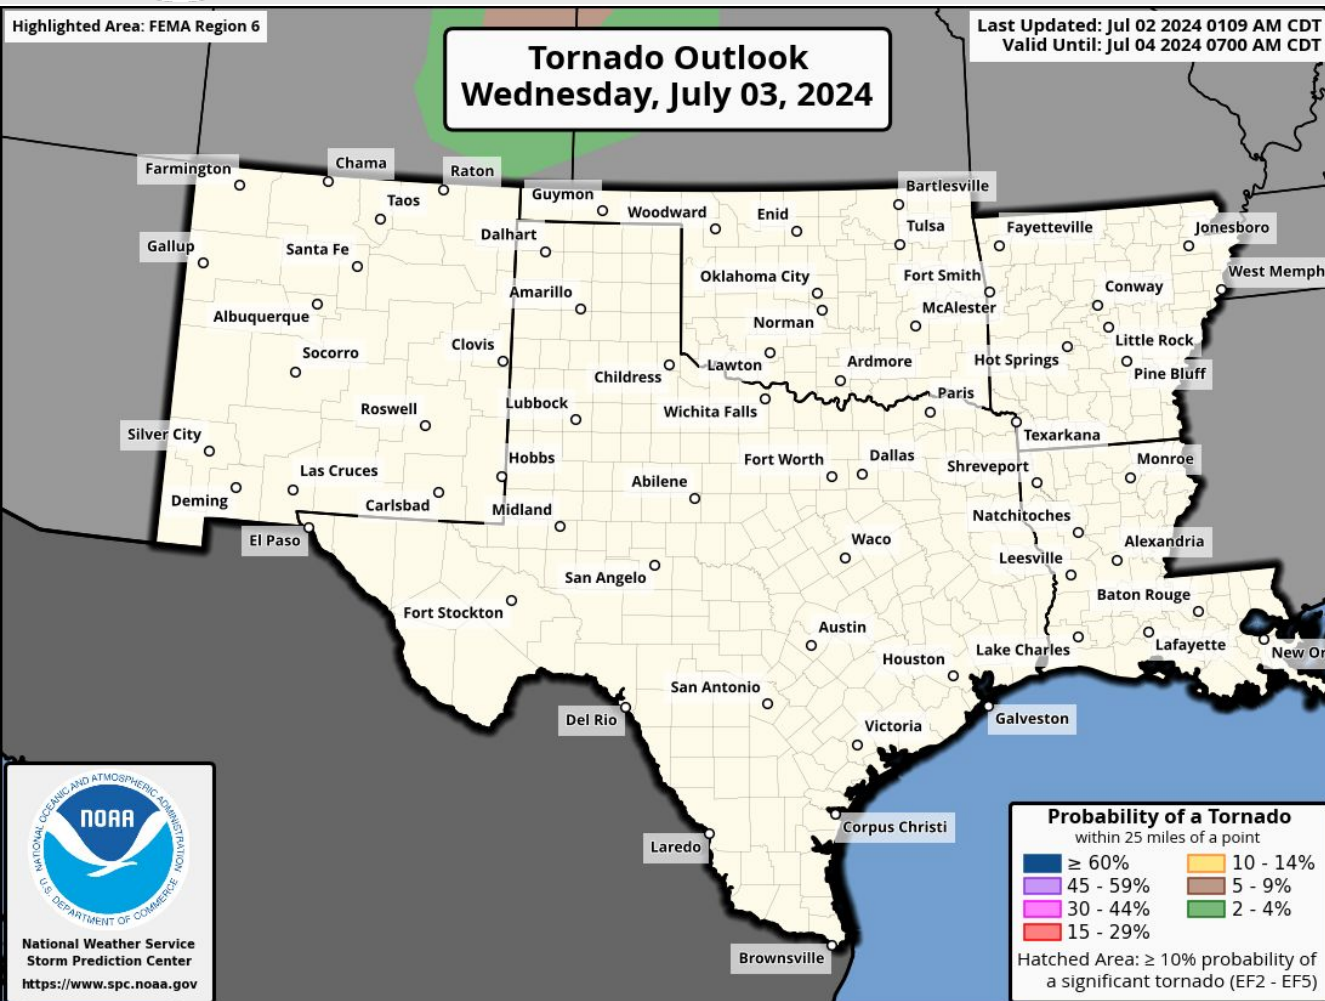 Highlighted Area: FEMA Region 6
Last Updated: Jul 02 2024 0109 AM CDT
Valid Until: Jul 04 2024 0700 AM CDT
Tornado Outlook
Wednesday, July 03, 2024
Farmington
Chama
Raton
Taos
Guymon
Woodward
Enid
Bartlesville
Tulsa
Fayetteville
Jonesboro
Gallup
Santa Fe
Dalhart
Oklahoma City
Fort Smith
West Memph
Albuquerque
Amarillo
Norman
McAlester
Conway
Little Rock
Socorro
Clovis
Childress
Lawton
Ardmore
Hot Springs
Pine Bluff
Roswell
Lubbock
Wichita Falls
Paris
Texarkana
Silver City
Las Cruces
Hobbs
Abilene
Fort Worth
Dallas
Shreveport
Monroe
Deming
Carlsbad
Midland
Natchitoches
El Paso
San Angelo
Waco
Leesville
Alexandria
Fort Stockton
Baton Rouge
Austin
Houston
Lake Charles
Lafayette
New Or
San Antonio
Del Rio
Victoria
Galveston
Corpus Christi
Laredo
Brownsville
NATIONAL OCEANIC AND ATMOSPHERIC ADMINISTRATION
NOAA
U.S. DEPARTMENT OF COMMERCE
National Weather Service
Storm Prediction Center
https://www.spc.noaa.gov
Probability of a Tornado
within 25 miles of a point
≥ 60% 10 - 14%
45 - 59% 5 - 9%
30 - 44% 2 - 4%
15 - 29%
Hatched Area: ≥ 10% probability of
a significant tornado (EF2 - EF5)